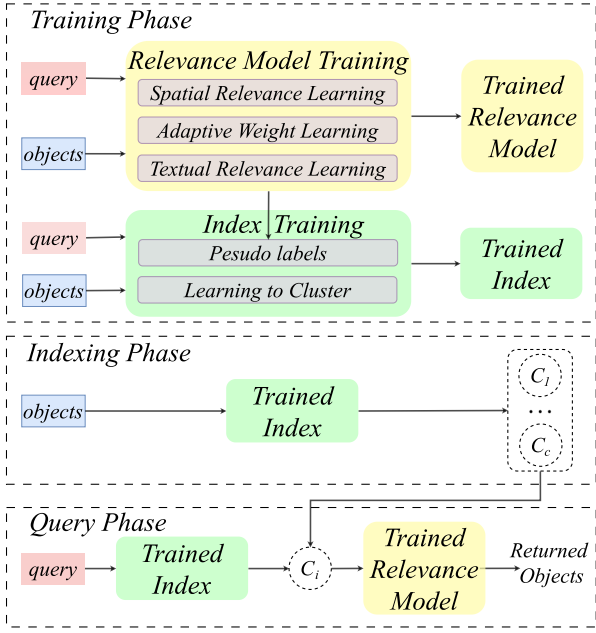 Training Phase
query
objects
Relevance Model Training
Spatial Relevance Learning
Adaptive Weight Learning
Textual Relevance Learning
Trained
Relevance
Model
query
objects
Index Training
Pesudo labels
Learning to Cluster
Trained
Index
Indexing Phase
objects
Trained
Index
C1
...
Cc
Query Phase
query
Trained
Index
Ci
Trained
Relevance
Model
Returned
Objects